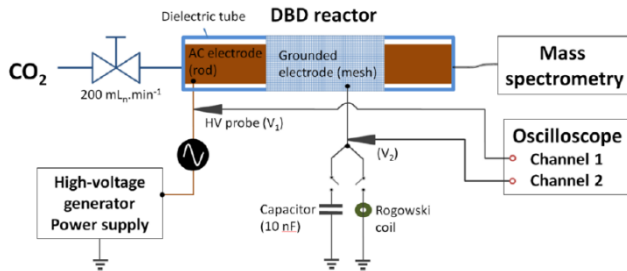 Dielectric tube
DBD reactor
AC electrode
(rod)
Grounded
electrode (mesh)
CO₂
200 mLₙ.min⁻¹
Mass
spectrometry
HV probe (V₁)
(V₂)
Oscilloscope
Channel 1
Channel 2
High-voltage
generator
Power supply
Capacitor
(10 nF)
Rogowski
coil